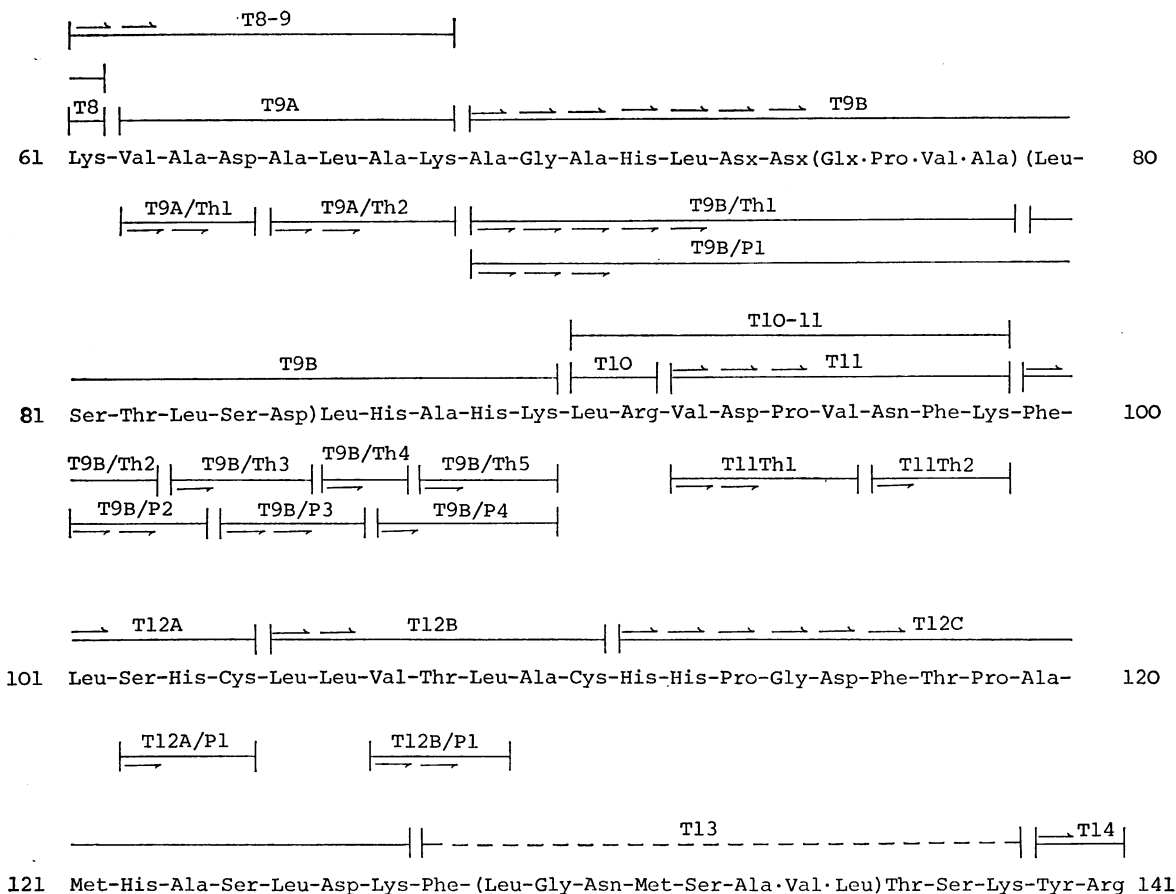 T8-9
T8 T9A T9B
61 Lys-Val-Ala-Asp-Ala-Leu-Ala-Lys-Ala-Gly-Ala-His-Leu-Asx-Asx(Glx·Pro·Val·Ala)(Leu- 80
T9A/Th1 T9A/Th2 T9B/Th1
T9B/P1
T10-11
T9B T10 T11
81 Ser-Thr-Leu-Ser-Asp)Leu-His-Ala-His-Lys-Leu-Arg-Val-Asp-Pro-Val-Asn-Phe-Lys-Phe- 100
T9B/Th2 T9B/Th3 T9B/Th4 T9B/Th5 T11Th1 T11Th2
T9B/P2 T9B/P3 T9B/P4
T12A T12B T12C
101 Leu-Ser-His-Cys-Leu-Leu-Val-Thr-Leu-Ala-Cys-His-His-Pro-Gly-Asp-Phe-Thr-Pro-Ala- 120
T12A/P1 T12B/P1
T13 T14
121 Met-His-Ala-Ser-Leu-Asp-Lys-Phe-(Leu-Gly-Asn-Met-Ser-Ala·Val·Leu)Thr-Ser-Lys-Tyr-Arg 141